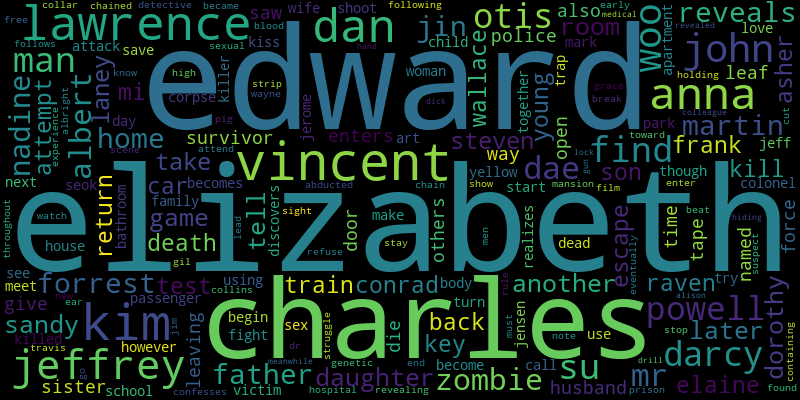 collar chained detective became saw wife shoot early medical following
lawrence dan otis reveals
free blood also room revealed
attack kiss jin police mark love
man edward woo john
follows sexual child grace apartment
nadine attempt albert laney save killer woman wallace young trap leaf asher
know high strip holding anna
experience albright mi corpse wayne together break colleague
day pig jerome hand dick park cut
home survivor enters art steven open martin
scene attend toward frank jeff
vincent way dae find kill
next seok take chain yellow son though colonel
car becomes abducted show start lock gun mansion film enter
throughout return bathroom family game tell discovers sight make others men door realizes escape time tape named beat force
watch lead stay dead suspect hiding
elizabeth
house death refuse eventually
see gil using
meet forrest test train conrad body another raven try
give ear new collins passenger turn rule alison dorothy
kim charles powell
sandy jim begin sex back su later
killed leaving fight struggle die key jensen must note use stop containing
travis however dr call darcy
jeffrey father genetic end become drill
go meanwhile daughter zombie mr
sister school victim hospital revealing husband prison elaine found
confesses